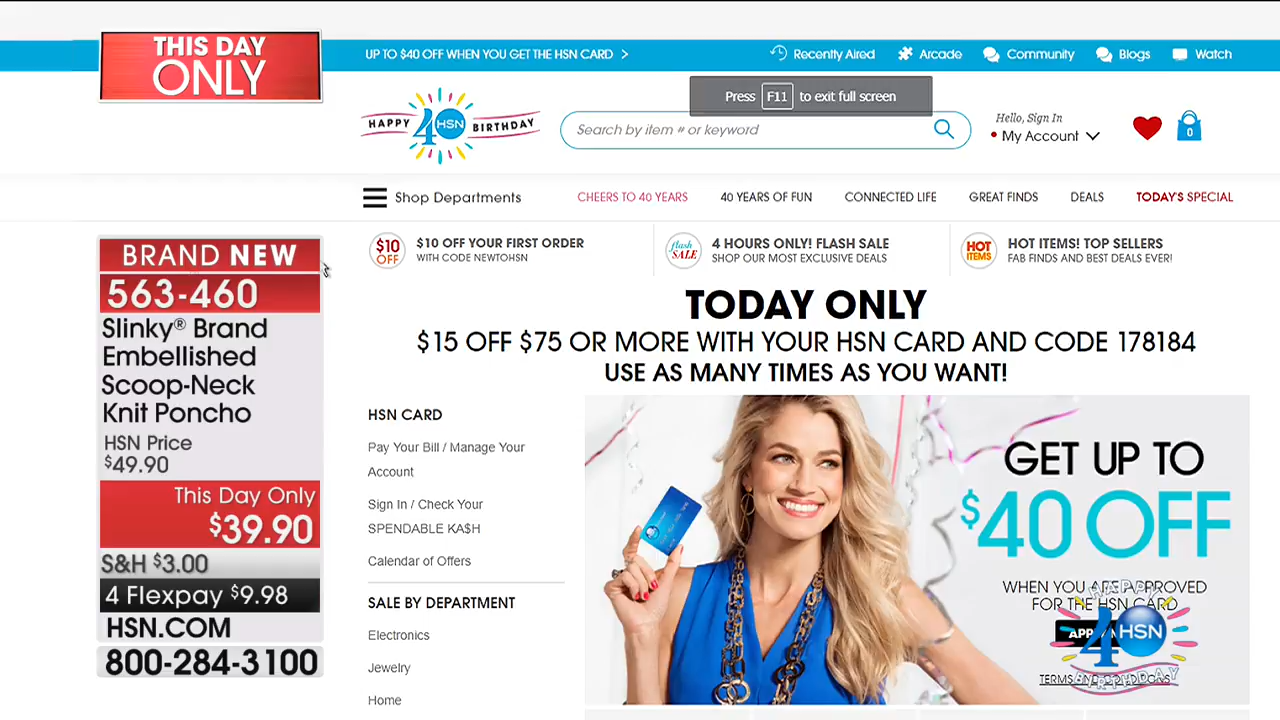 THIS DAY
ONLY
UP TO $40 OFF WHEN YOU GET THE HSN CARD >
Recently Aired
Arcade
Community
Blogs
Watch
Press F11 to exit full screen
HAPPY 40 HSN BIRTHDAY
Search by item # or keyword
Hello, Sign In
My Account
0
Shop Departments
CHEERS TO 40 YEARS
40 YEARS OF FUN
CONNECTED LIFE
GREAT FINDS
DEALS
TODAY'S SPECIAL
$10 OFF
$10 OFF YOUR FIRST ORDER
WITH CODE NEWTOHSN
flash SALE
4 HOURS ONLY! FLASH SALE
SHOP OUR MOST EXCLUSIVE DEALS
HOT ITEMS
HOT ITEMS! TOP SELLERS
FAB FINDS AND BEST DEALS EVER!
BRAND NEW
563-460
Slinky® Brand
Embellished
Scoop-Neck
Knit Poncho
HSN Price
$49.90
This Day Only
$39.90
S&H $3.00
4 Flexpay $9.98
HSN.COM
800-284-3100
TODAY ONLY
$15 OFF $75 OR MORE WITH YOUR HSN CARD AND CODE 178184
USE AS MANY TIMES AS YOU WANT!
HSN CARD
Pay Your Bill / Manage Your
Account
Sign In / Check Your
SPENDABLE KA$H
Calendar of Offers
SALE BY DEPARTMENT
Electronics
Jewelry
Home
GET UP TO
$40 OFF
WHEN YOU ARE APPROVED
FOR THE HSN CARD
TERMS AND CONDITIONS
HAPPY
40 HSN
BIRTHDAY